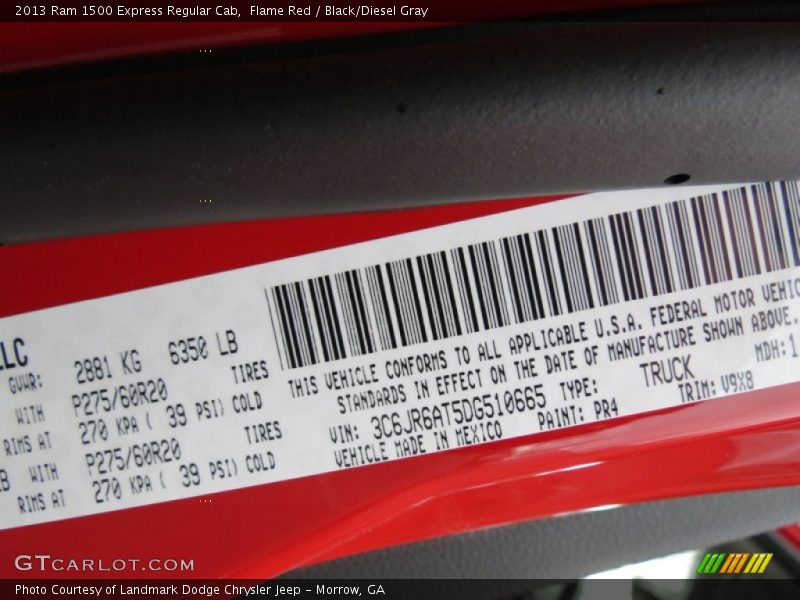 2013 Ram 1500 Express Regular Cab, Flame Red / Black/Diesel Gray
LLC
GVWR: 2881 KG 6350 LB
WITH P275/60R20 TIRES
RIMS AT 270 KPA ( 39 PSI) COLD
WITH P275/60R20 TIRES
RIMS AT 270 KPA ( 39 PSI) COLD
THIS VEHICLE CONFORMS TO ALL APPLICABLE U.S.A. FEDERAL MOTOR
STANDARDS IN EFFECT ON THE DATE OF MANUFACTURE SHOWN ABOVE.
VIN: 3C6JR6AT5DG510665 TYPE: TRUCK MDH:1
VEHICLE MADE IN MEXICO PAINT: PR4 TRIM: V9X8
GTCARLOT.COM
Photo Courtesy of Landmark Dodge Chrysler Jeep - Morrow, GA